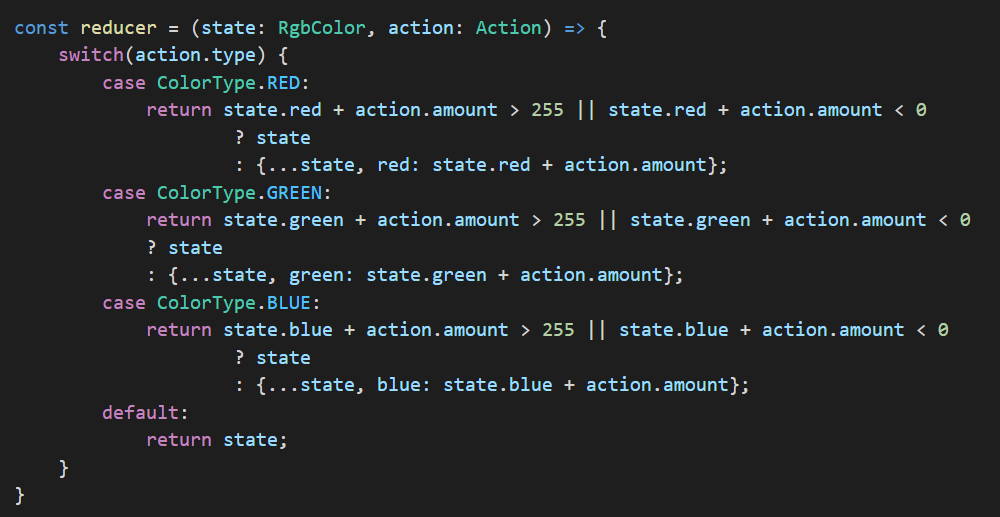 const reducer = (state: RgbColor, action: Action) => {
    switch(action.type) {
        case ColorType.RED:
            return state.red + action.amount > 255 || state.red + action.amount < 0
                    ? state
                    : {...state, red: state.red + action.amount};
        case ColorType.GREEN:
            return state.green + action.amount > 255 || state.green + action.amount < 0
            ? state
            : {...state, green: state.green + action.amount};
        case ColorType.BLUE:
            return state.blue + action.amount > 255 || state.blue + action.amount < 0
                    ? state
                    : {...state, blue: state.blue + action.amount};
        default:
            return state;
    }
}